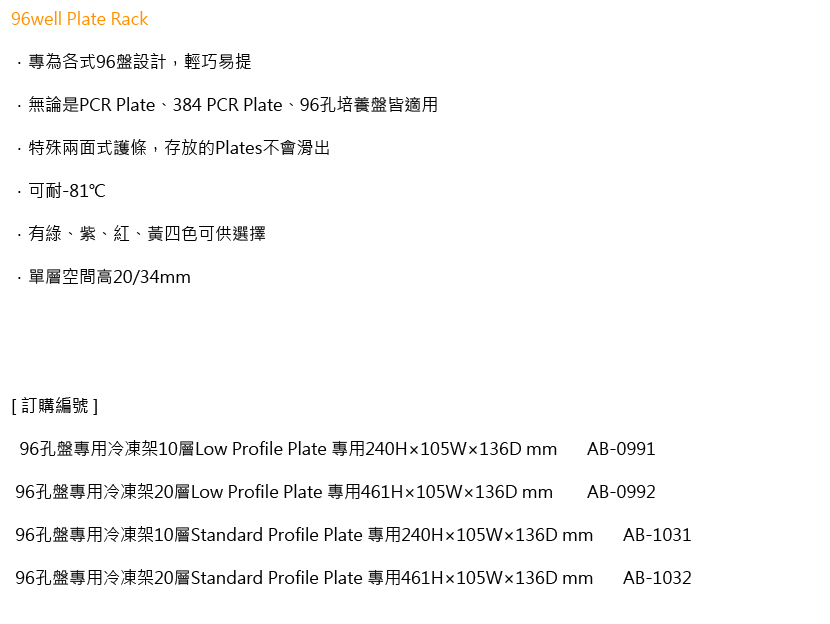 96well Plate Rack
．專為各式96盤設計，輕巧易提
．無論是PCR Plate、384 PCR Plate、96孔培養盤皆適用
．特殊兩面式護條，存放的Plates不會滑出
．可耐-81℃
．有綠、紫、紅、黃四色可供選擇
．單層空間高20/34mm
[ 訂購編號 ]
96孔盤專用冷凍架10層Low Profile Plate 專用240H×105W×136D mm AB-0991
96孔盤專用冷凍架20層Low Profile Plate 專用461H×105W×136D mm AB-0992
96孔盤專用冷凍架10層Standard Profile Plate 專用240H×105W×136D mm AB-1031
96孔盤專用冷凍架20層Standard Profile Plate 專用461H×105W×136D mm AB-1032